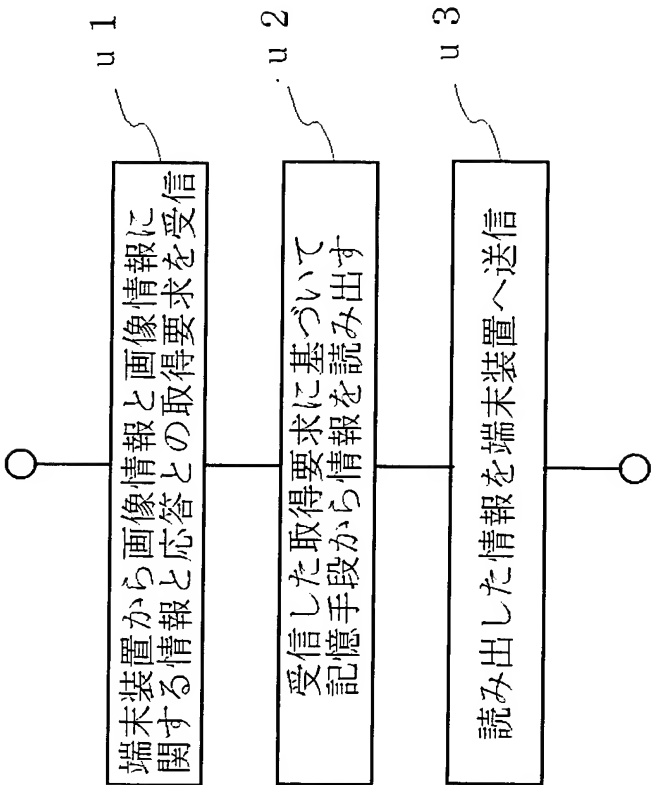 端末装置から画像情報と画像情報に
関する情報と応答との取得要求を受信
u 1
受信した取得要求に基づいて
記憶手段から情報を読み出す
u 2
読み出した情報を端末装置へ送信
u 3